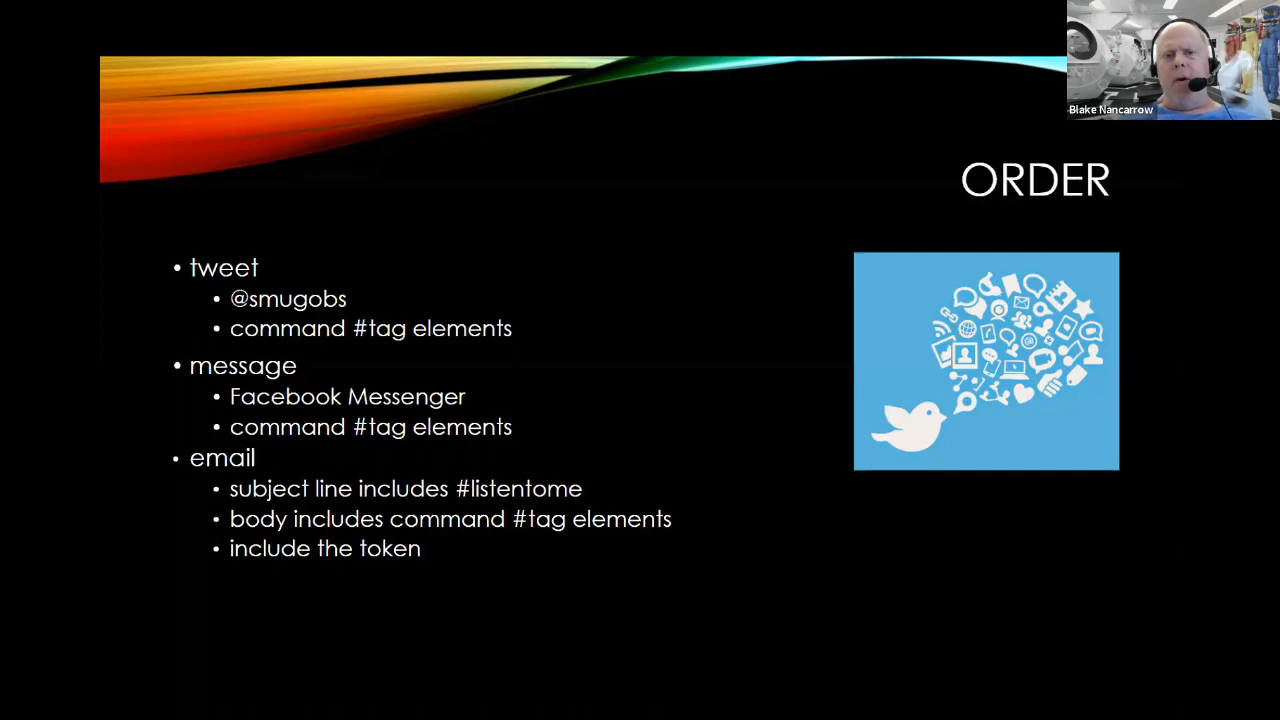 Blake Nancarrow
ORDER
• tweet
• @smugobs
• command #tag elements
• message
• Facebook Messenger
• command #tag elements
• email
• subject line includes #listentome
• body includes command #tag elements
• include the token